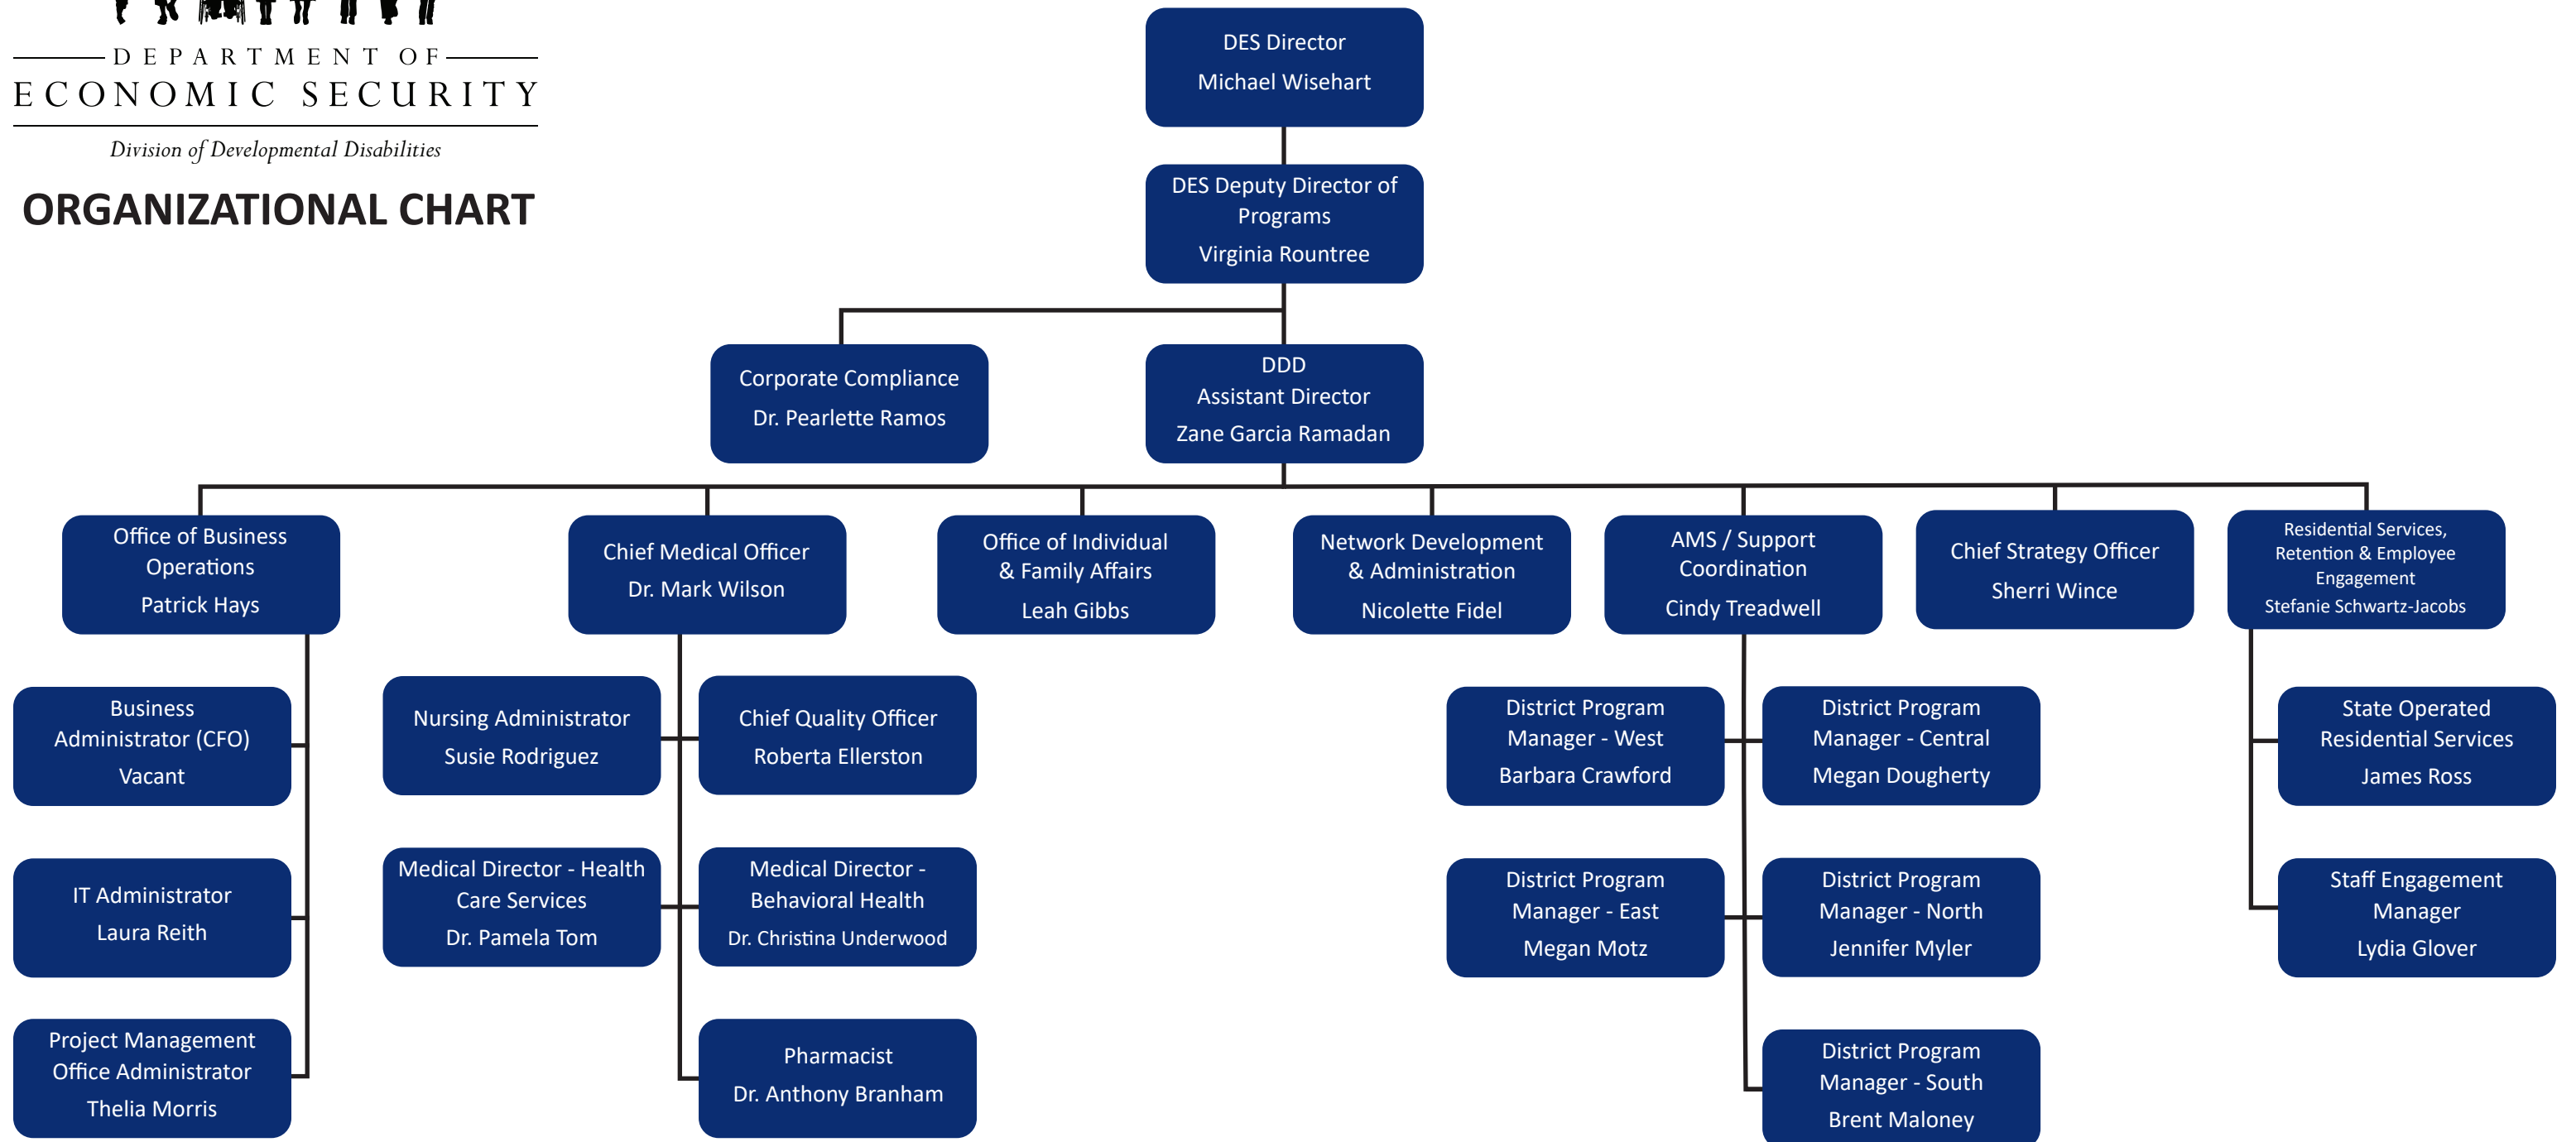 DEPARTMENT OF
ECONOMIC SECURITY
Division of Developmental Disabilities
ORGANIZATIONAL CHART
DES Director
Michael Wisehart
DES Deputy Director of
Programs
Virginia Rountree
Corporate Compliance
Dr. Pearlette Ramos
DDD
Assistant Director
Zane Garcia Ramadan
Office of Business
Operations
Patrick Hays
Chief Medical Officer
Dr. Mark Wilson
Office of Individual
& Family Affairs
Leah Gibbs
Network Development
& Administration
Nicolette Fidel
AMS / Support
Coordination
Cindy Treadwell
Chief Strategy Officer
Sherri Wince
Residential Services,
Retention & Employee
Engagement
Stefanie Schwartz-Jacobs
Business
Administrator (CFO)
Vacant
Nursing Administrator
Susie Rodriguez
Chief Quality Officer
Roberta Ellerston
District Program
Manager - West
Barbara Crawford
District Program
Manager - Central
Megan Dougherty
State Operated
Residential Services
James Ross
IT Administrator
Laura Reith
Medical Director - Health
Care Services
Dr. Pamela Tom
Medical Director -
Behavioral Health
Dr. Christina Underwood
District Program
Manager - East
Megan Motz
District Program
Manager - North
Jennifer Myler
Staff Engagement
Manager
Lydia Glover
Project Management
Office Administrator
Thelia Morris
Pharmacist
Dr. Anthony Branham
District Program
Manager - South
Brent Maloney